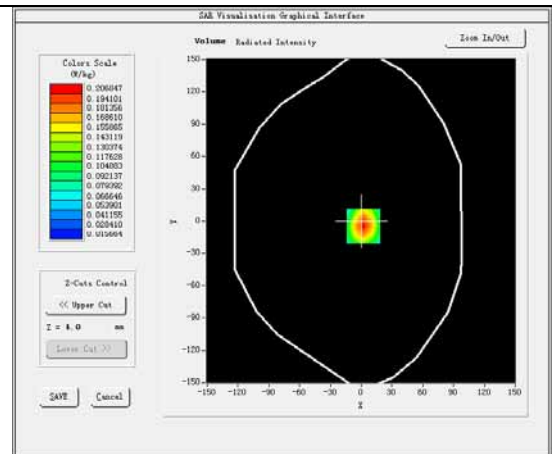 SAR Visualisation Graphical Interface
Volume Radiated Intensity
Zoom In/Out
Colors Scale
(W/kg)
0.206847
0.194101
0.181356
0.168610
0.155865
0.143119
0.130374
0.117628
0.104883
0.092137
0.079392
0.066646
0.053901
0.041155
0.028410
0.015664
Z-Cuts Control
<< Upper Cut
Z = 4.0 mm
Lower Cut >>
SAVE
Cancel
150
120
90
60
30
0
-30
-60
-90
-120
-150
Y
-150 -120 -90 -60 -30 0 30 60 90 120 150
X